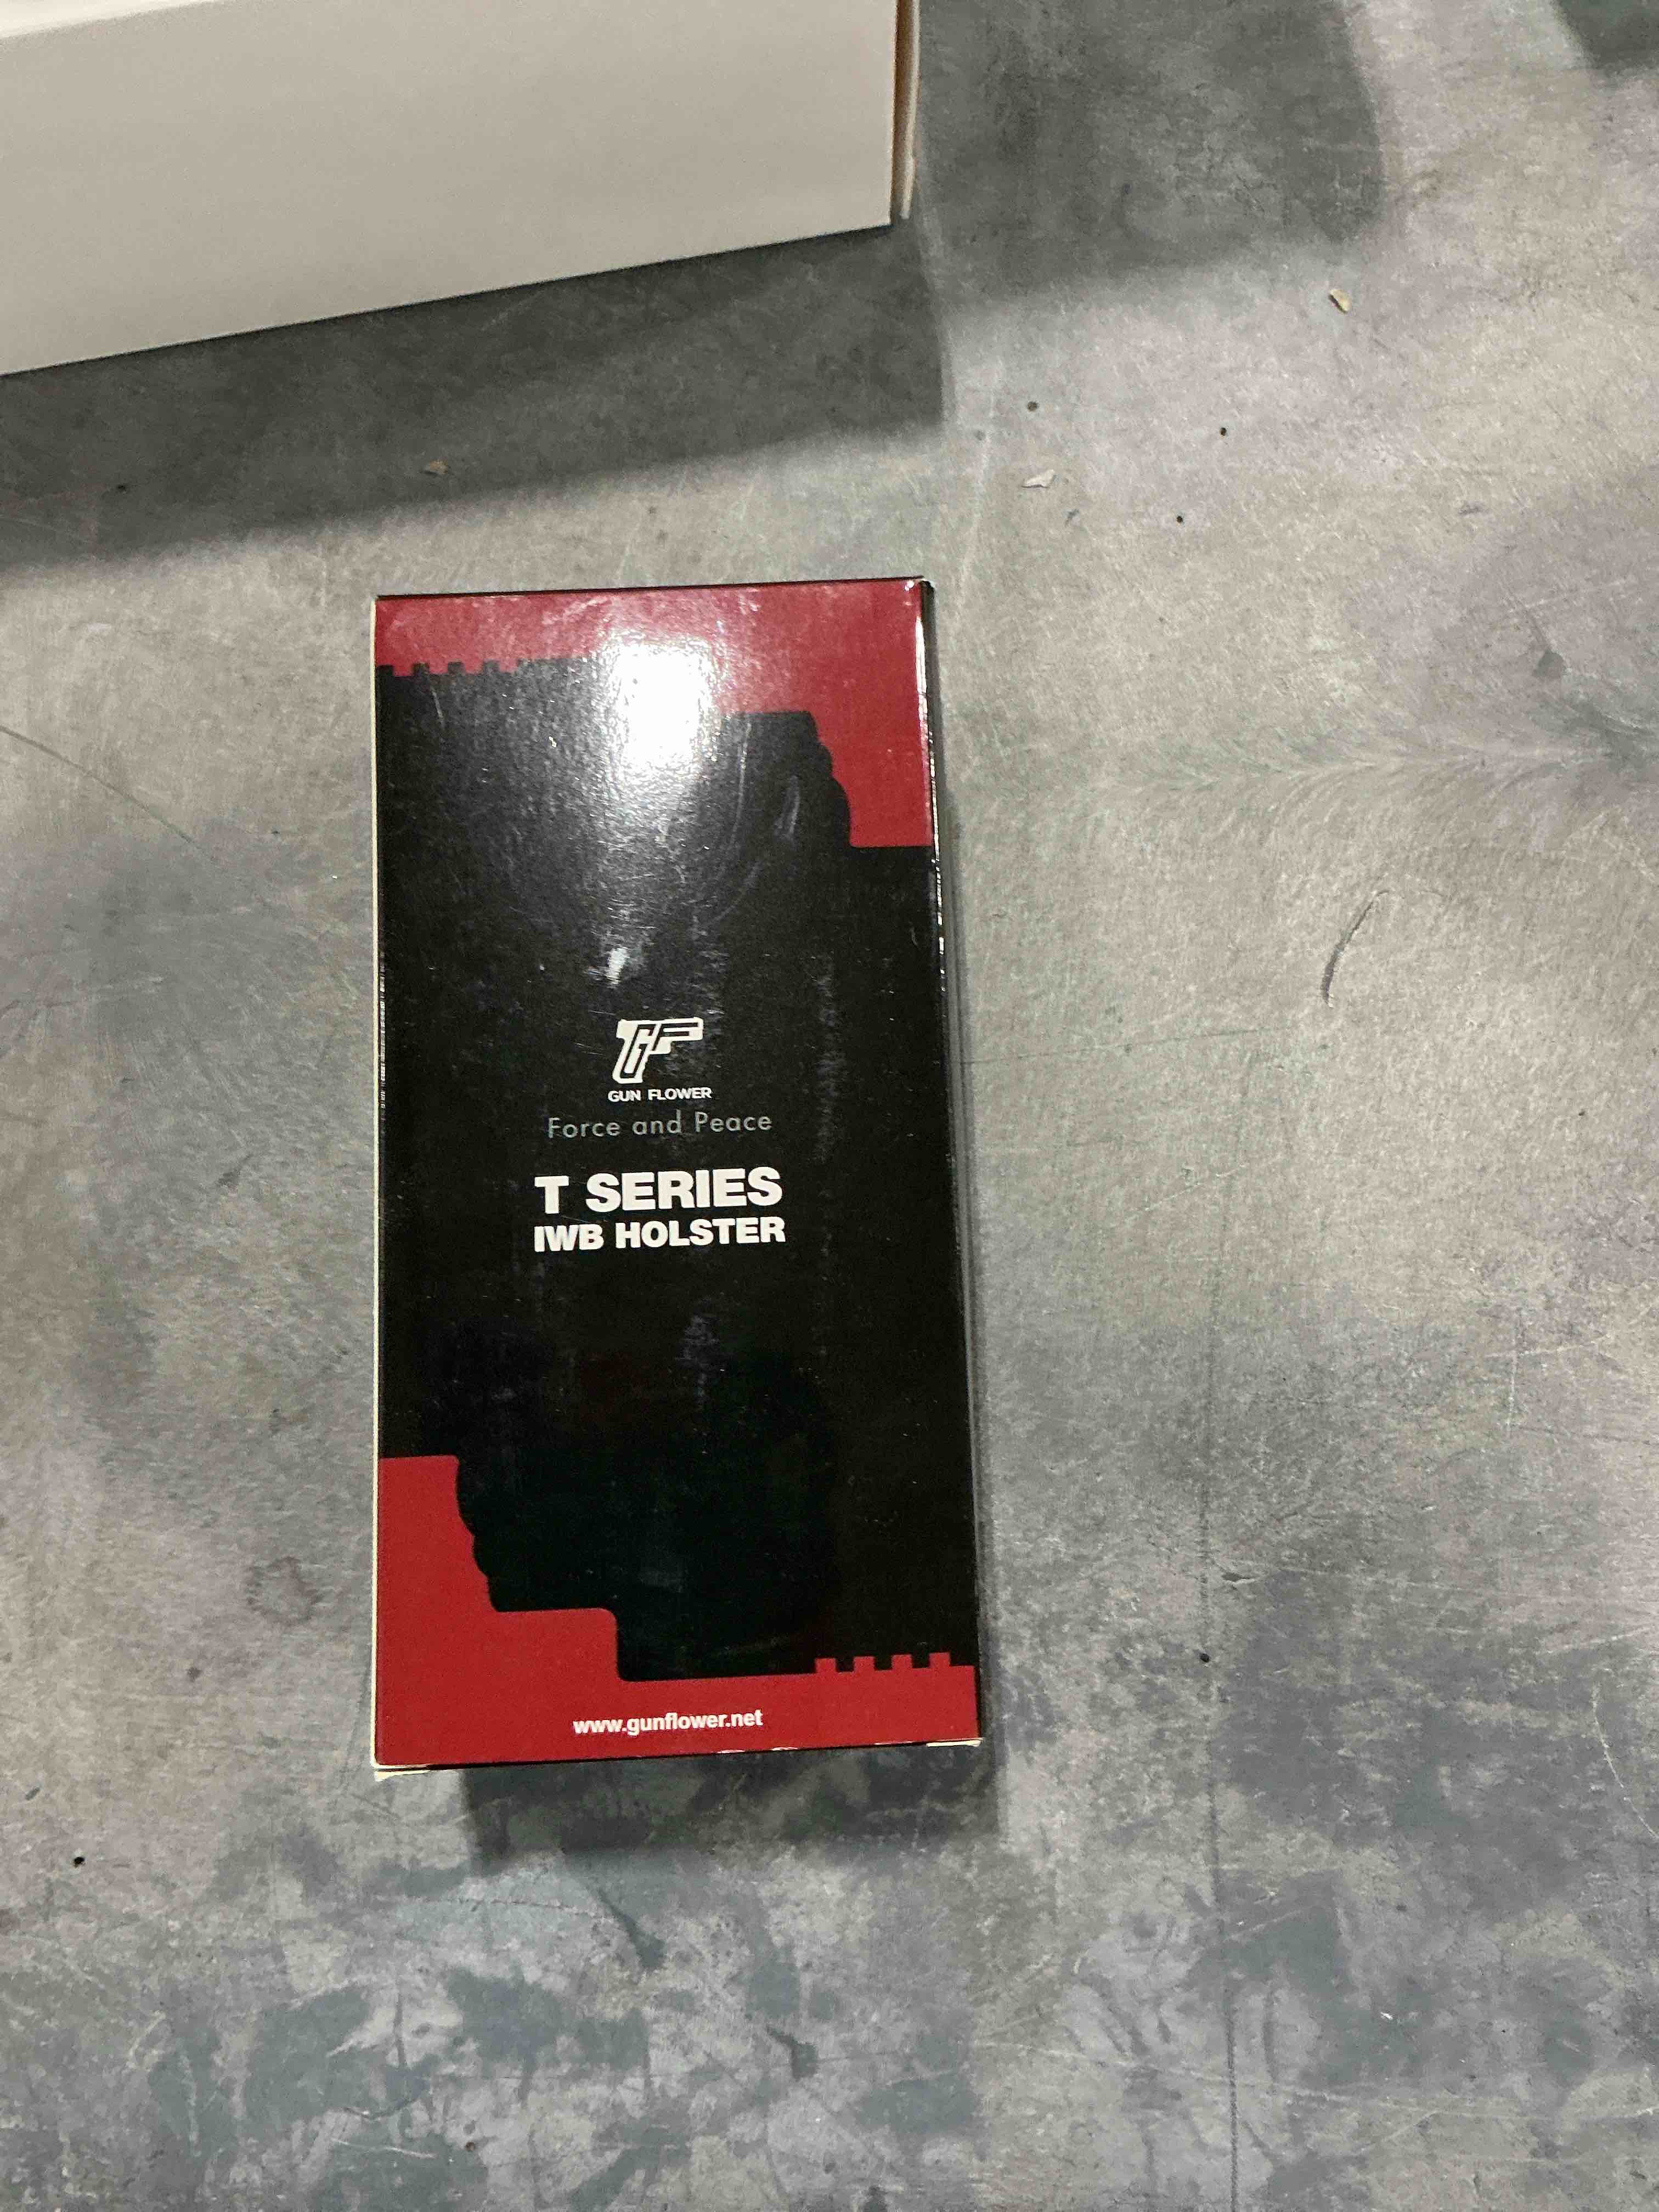 GF
GUN FLOWER
Force and Peace
T SERIES
IWB HOLSTER
www.gunflower.net